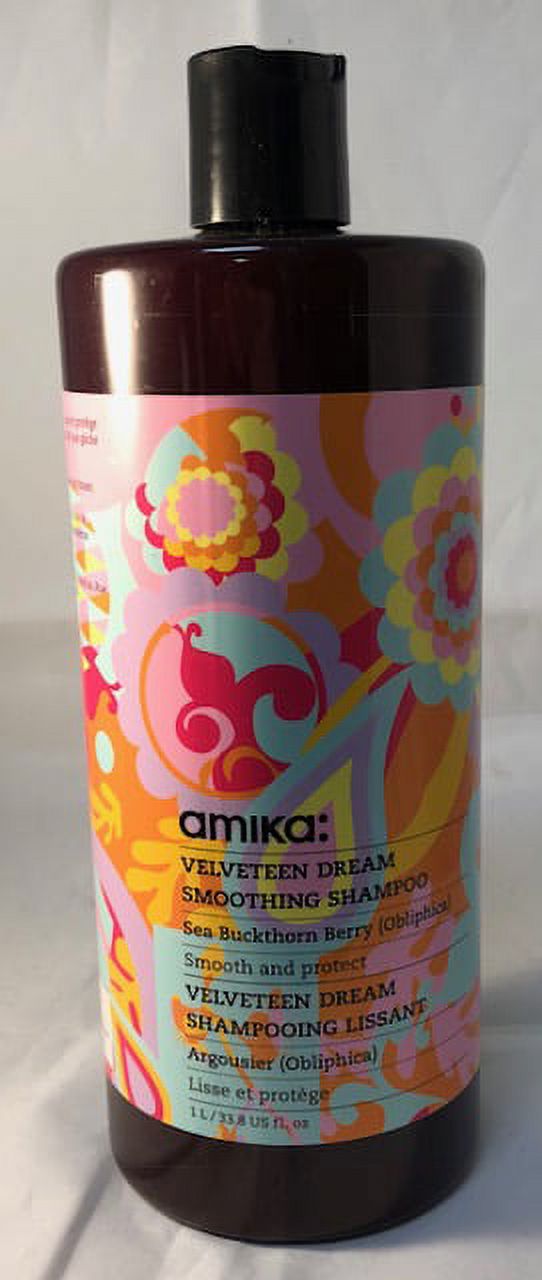 amika:
VELVETEEN DREAM
SMOOTHING SHAMPOO
Sea Buckthorn Berry (Obliphica)
Smooth and protect
VELVETEEN DREAM
SHAMPOOING LISSANT
Argousier (Obliphica)
Lisse et protége
1 L / 33.8 US fl. oz